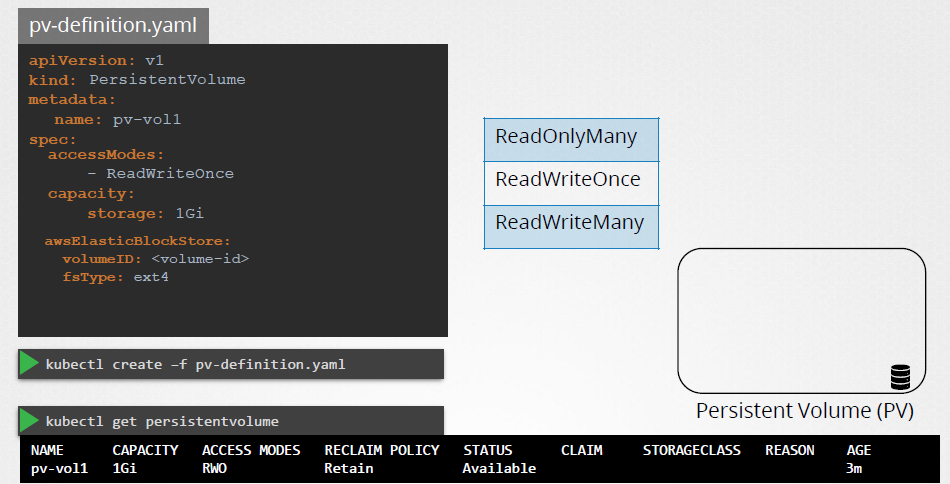 pv-definition.yaml
apiVersion: v1
kind: PersistentVolume
metadata:
name: pv-vol1
spec:
accessModes:
- ReadWriteOnce
capacity:
storage: 1Gi
awsElasticBlockStore:
volumeID: <volume-id>
fsType: ext4
ReadOnlyMany
ReadWriteOnce
ReadWriteMany
Persistent Volume (PV)
kubectl create –f pv-definition.yaml
kubectl get persistentvolume
NAME CAPACITY ACCESS MODES RECLAIM POLICY STATUS CLAIM STORAGECLASS REASON AGE
pv-vol1 1Gi RWO Retain Available 3m